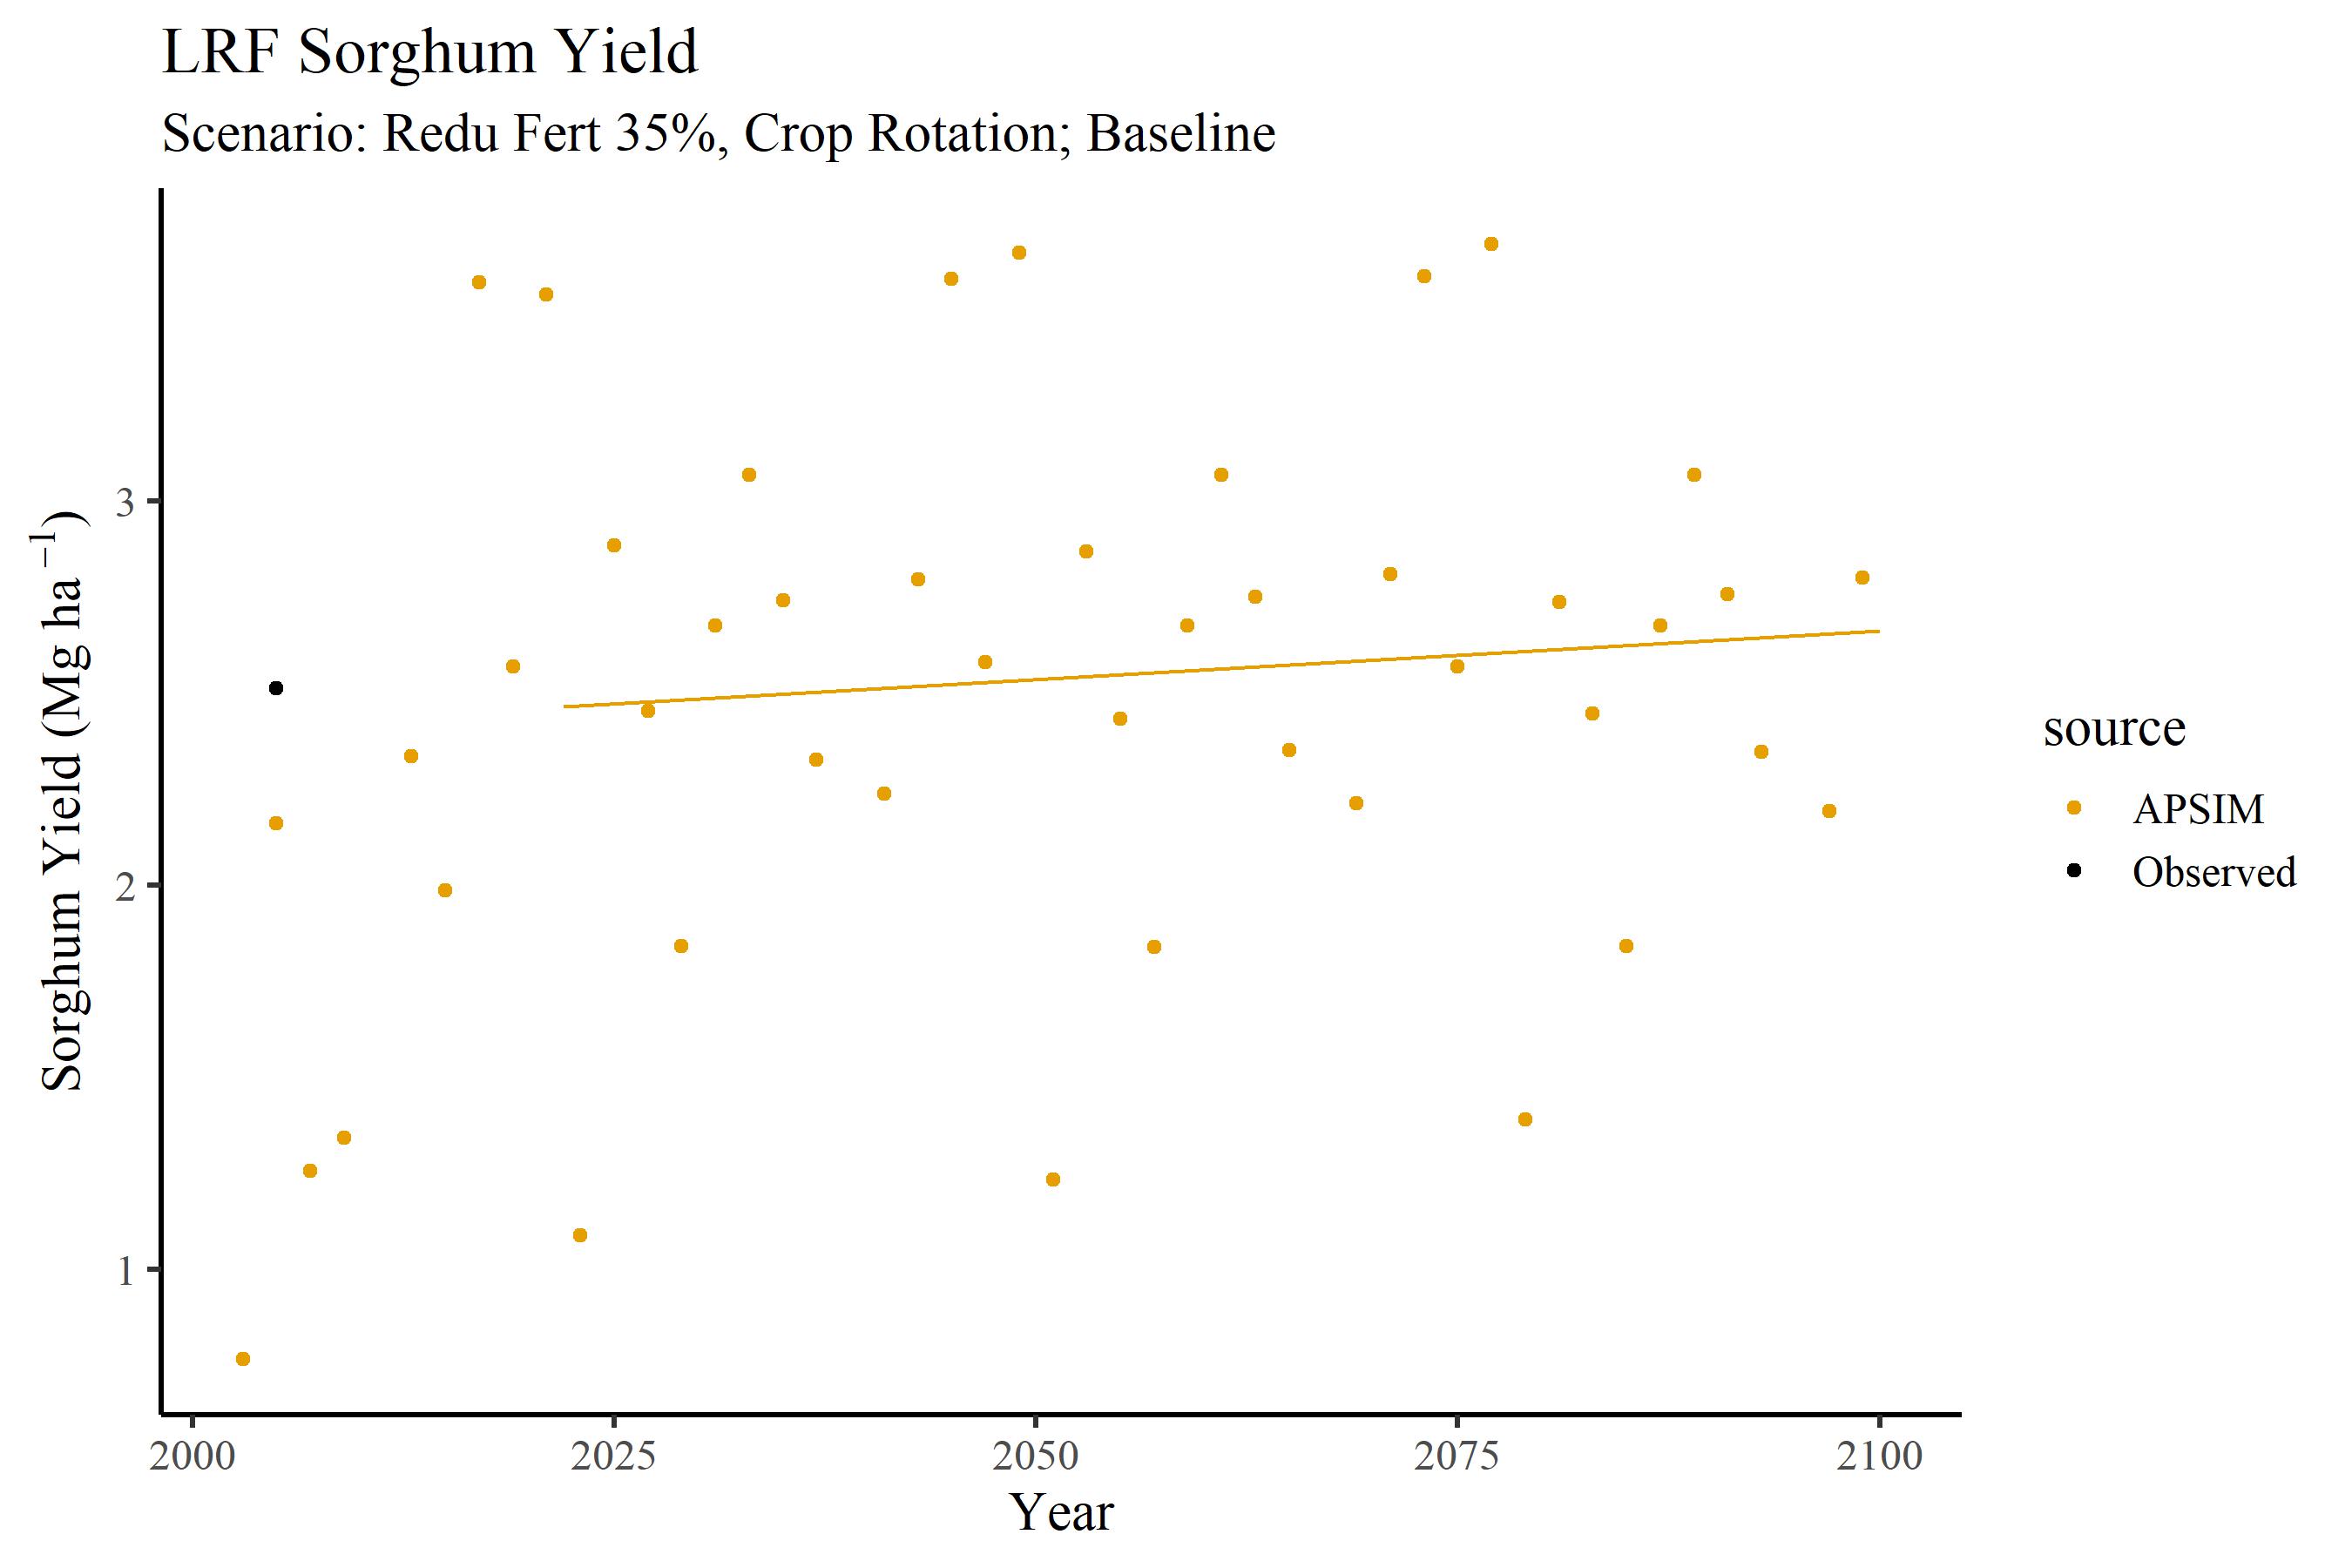 LRF Sorghum Yield
Scenario: Redu Fert 35%, Crop Rotation; Baseline
Sorghum Yield (Mg ha −1)
3
2
1
2000 2025 2050 2075 2100
Year
source
APSIM
Observed